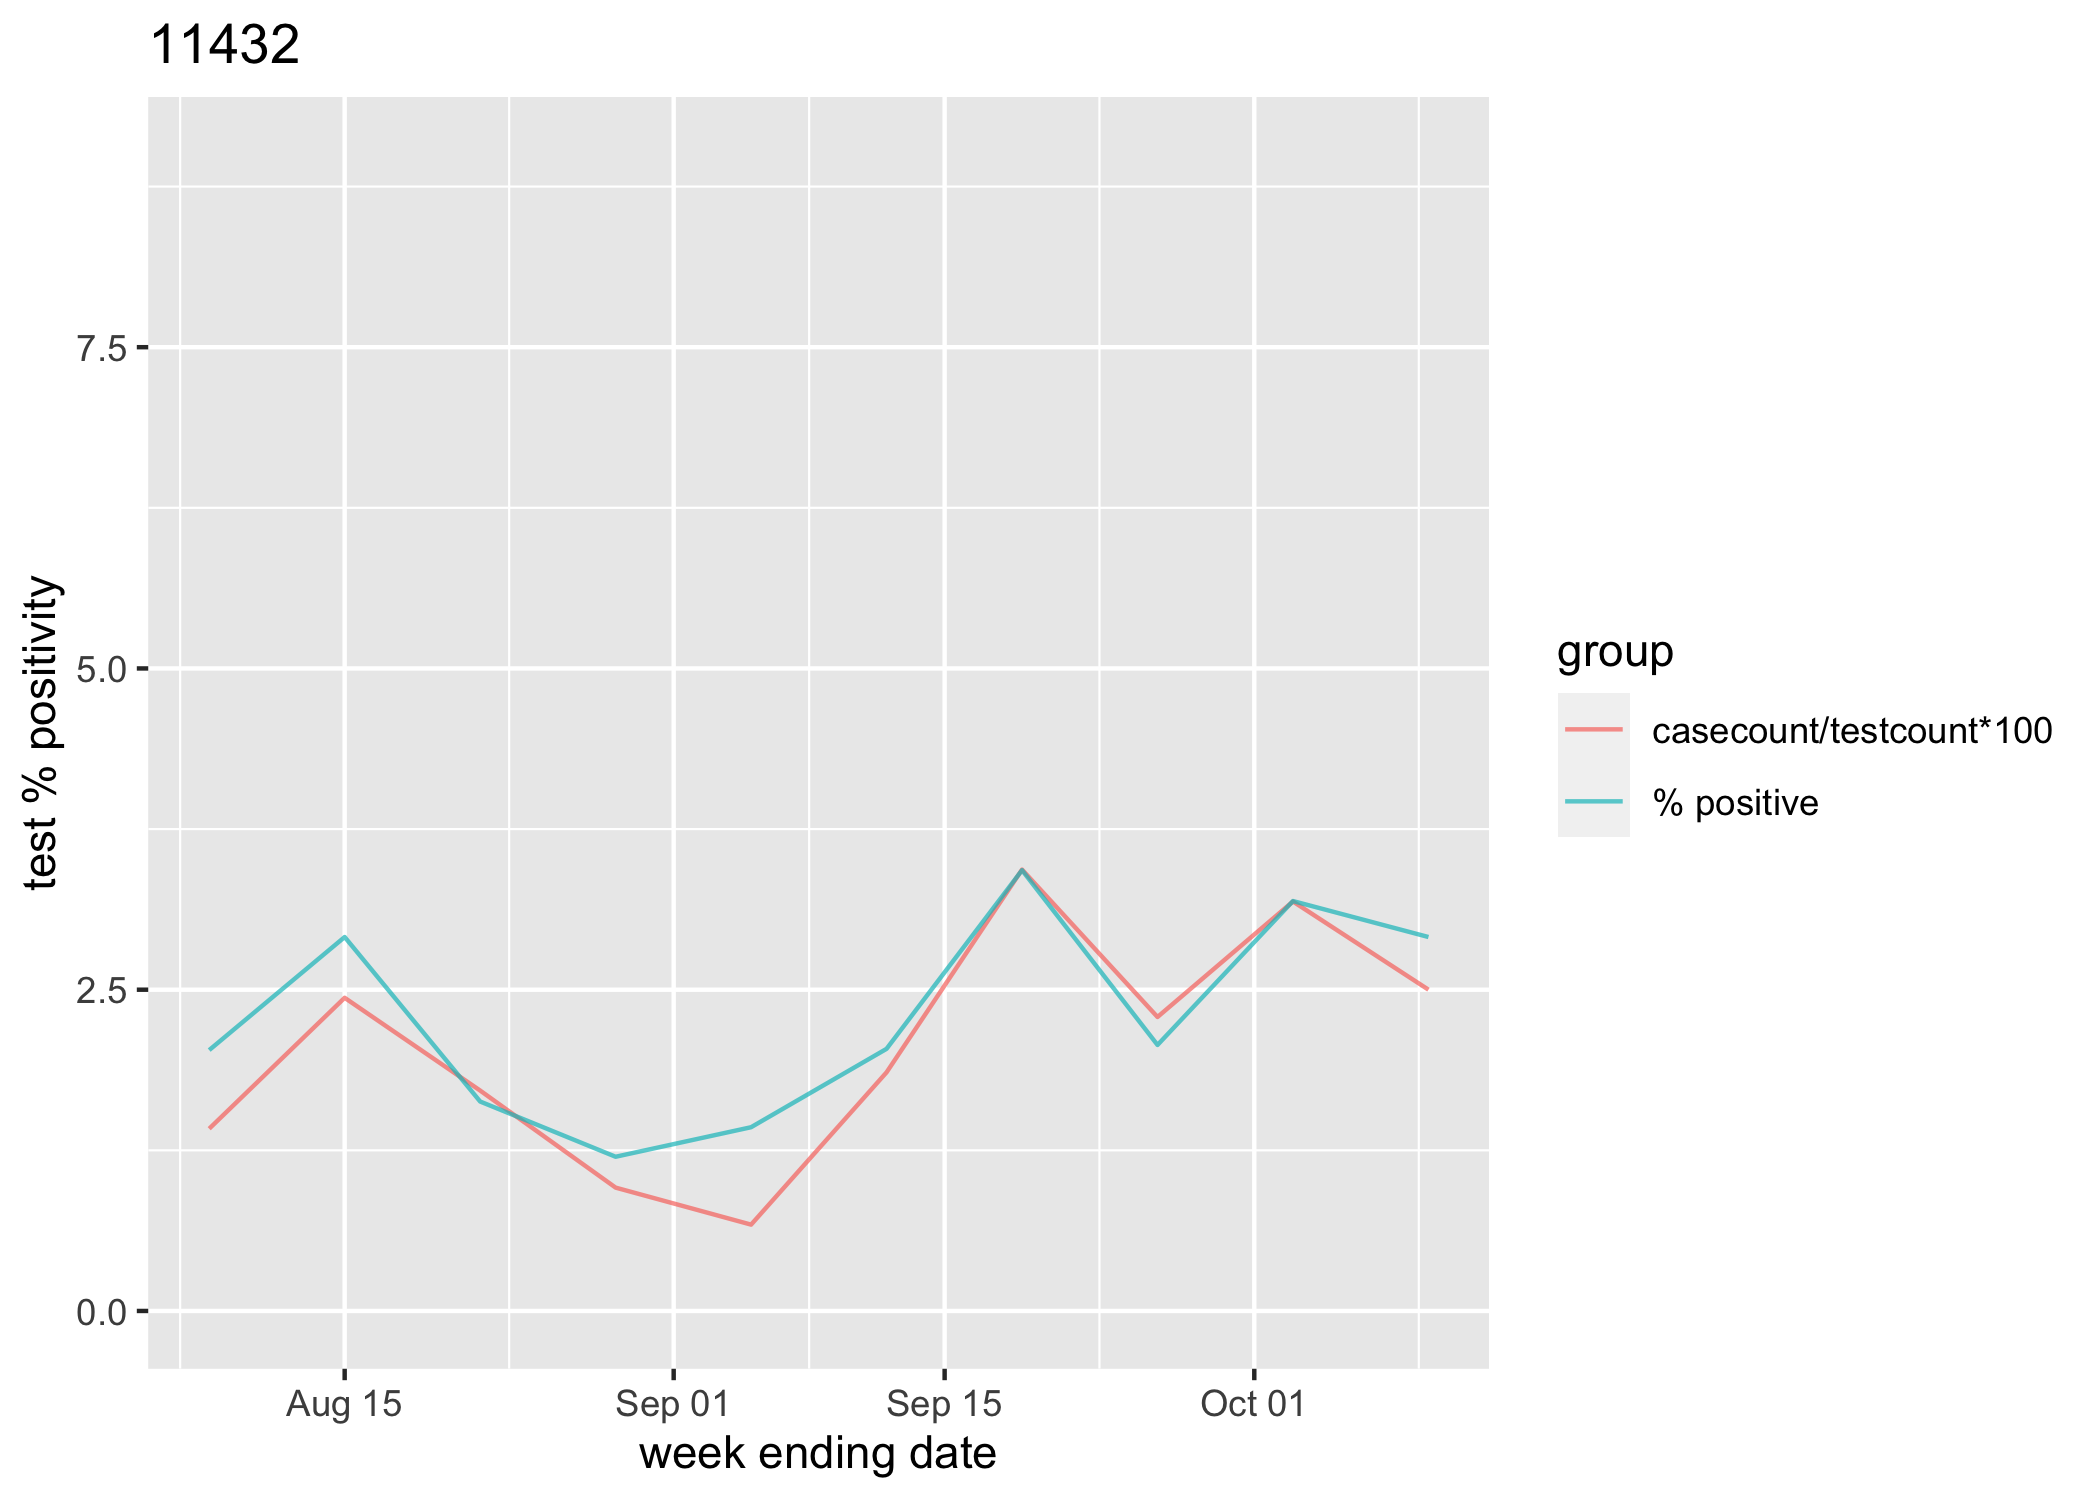 11432
test % positivity
7.5
5.0
2.5
0.0
Aug 15
Sep 01
Sep 15
Oct 01
week ending date
group
casecount/testcount*100
% positive